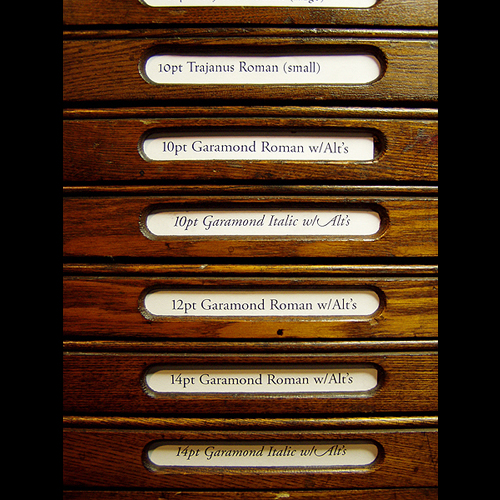 10pt Trajanus Roman (small)
10pt Garamond Roman w/Alt's
10pt Garamond Italic w/Alt's
12pt Garamond Roman w/Alt's
14pt Garamond Roman w/Alt's
14pt Garamond Italic w/Alt's